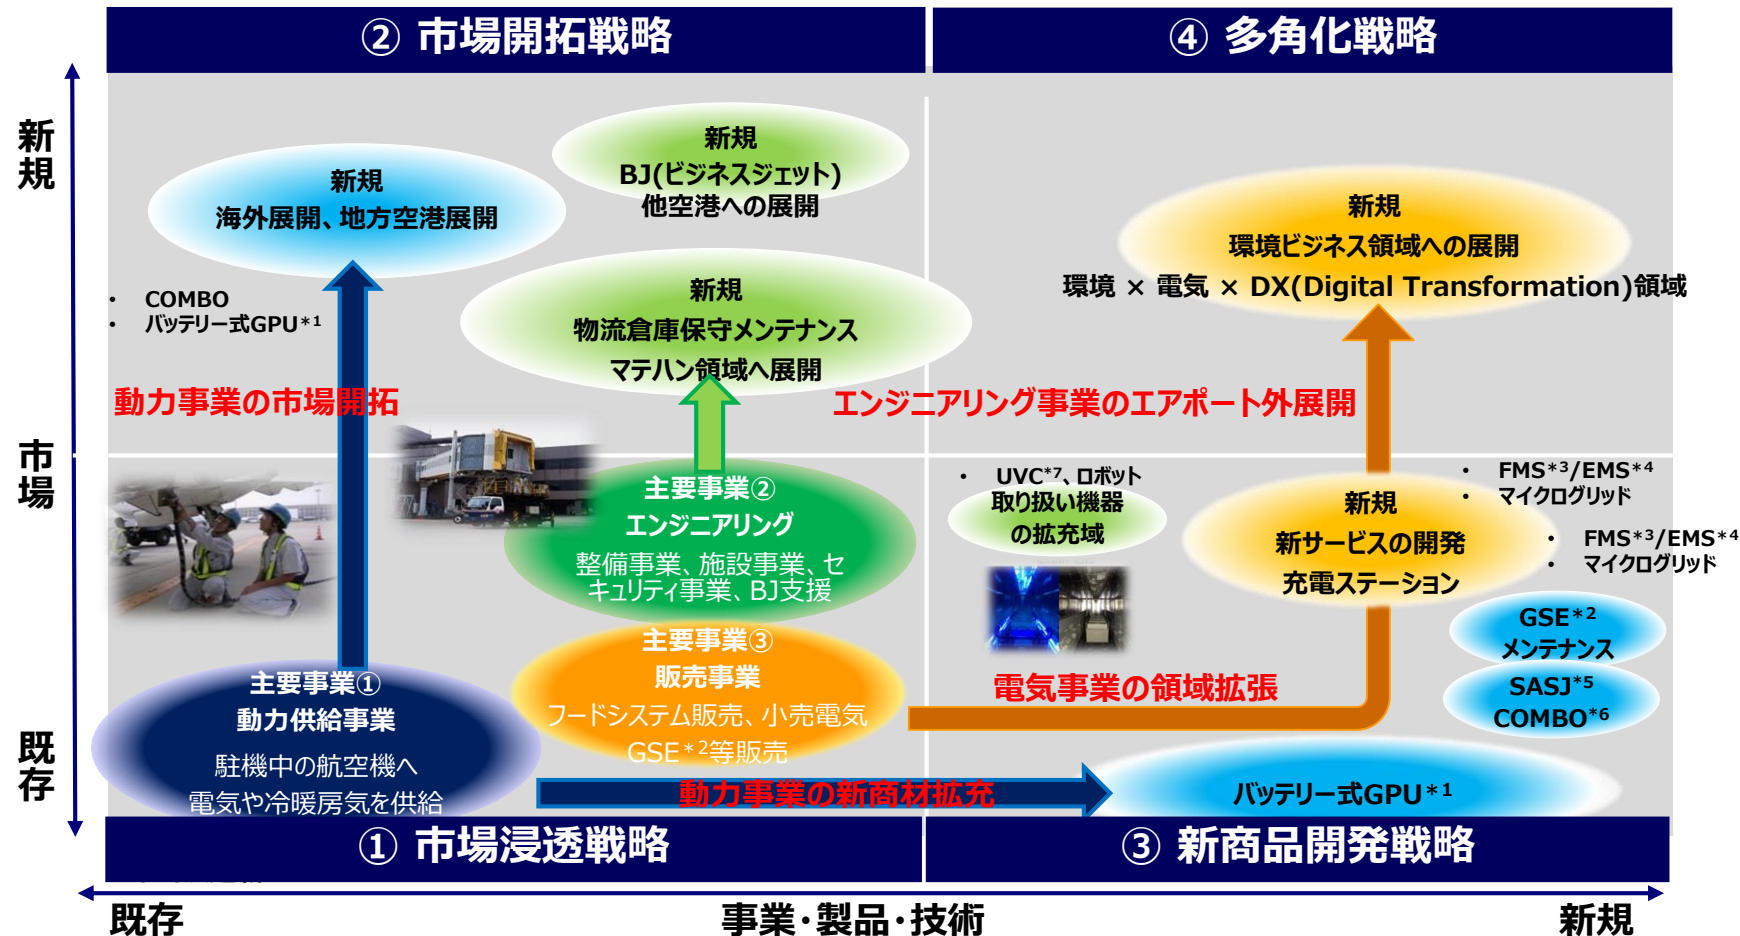 ② 市場開拓戦略
④ 多角化戦略
新規
市場
既存
新規
海外展開、地方空港展開
新規
BJ(ビジネスジェット)
他空港への展開
新規
環境ビジネス領域への展開
環境 × 電気 × DX(Digital Transformation)領域
• COMBO
• バッテリー式GPU*1
新規
物流倉庫保守メンテナンス
マテハン領域へ展開
動力事業の市場開拓
エンジニアリング事業のエアポート外展開
主要事業②
エンジニアリング
整備事業、施設事業、セ
キュリティ事業、BJ支援
• UVC*7、ロボット
取り扱い機器
の拡充域
新規
新サービスの開発
充電ステーション
• FMS*3/EMS*4
• マイクログリッド
• FMS*3/EMS*4
• マイクログリッド
主要事業③
販売事業
フードシステム販売、小売電気
GSE*2等販売
電気事業の領域拡張
GSE*2
メンテナンス
SASJ*5
COMBO*6
主要事業①
動力供給事業
駐機中の航空機へ
電気や冷暖房気を供給
動力事業の新商材拡充
バッテリー式GPU*1
① 市場浸透戦略
③ 新商品開発戦略
既存
事業・製品・技術
新規